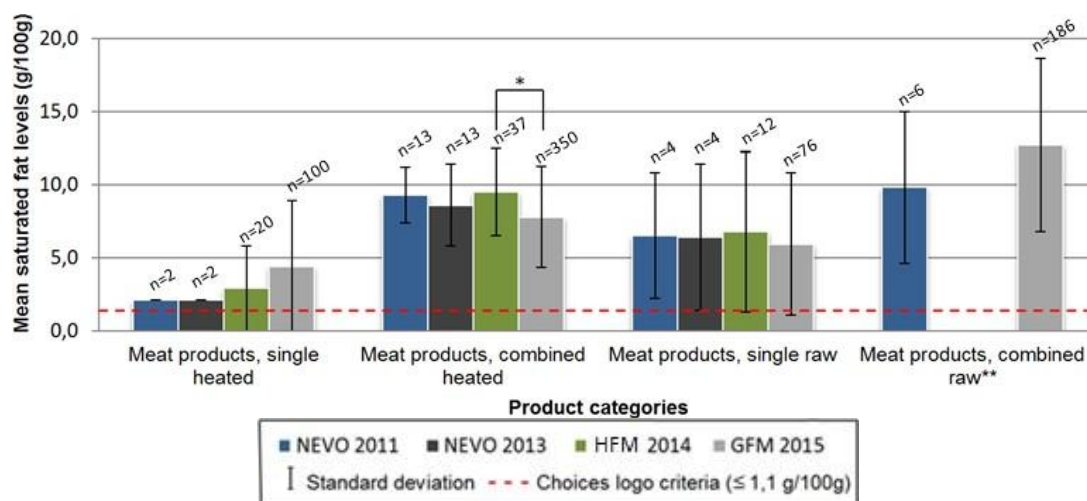 Mean saturated fat levels (g/100g)
20,0
15,0
10,0
5,0
0,0
n=2
n=2
n=20
n=100
n=13
n=13
*
n=37
n=350
n=4
n=4
n=12
n=76
n=6
n=186
Meat products, single
heated
Meat products, combined
heated
Meat products, single raw
Meat products, combined
raw**
Product categories
NEVO 2011 NEVO 2013 HFM 2014 GFM 2015
Standard deviation Choices logo criteria (≤ 1,1 g/100g)